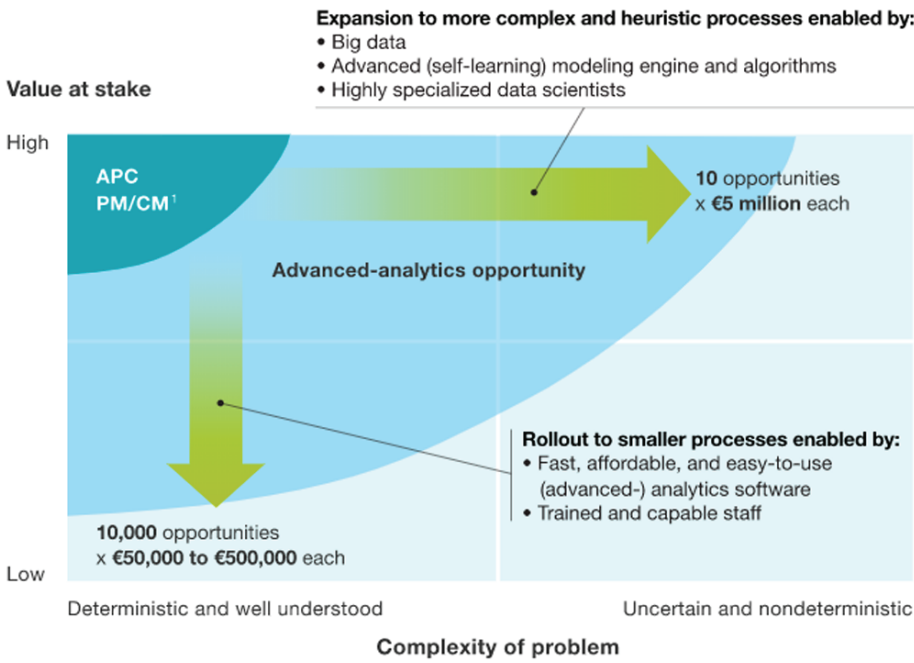 Expansion to more complex and heuristic processes enabled by:
• Big data
• Advanced (self-learning) modeling engine and algorithms
• Highly specialized data scientists
Value at stake
High
APC
PM/CM¹
10 opportunities
x €5 million each
Advanced-analytics opportunity
Rollout to smaller processes enabled by:
• Fast, affordable, and easy-to-use
(advanced-) analytics software
• Trained and capable staff
10,000 opportunities
x €50,000 to €500,000 each
Low
Deterministic and well understood
Uncertain and nondeterministic
Complexity of problem